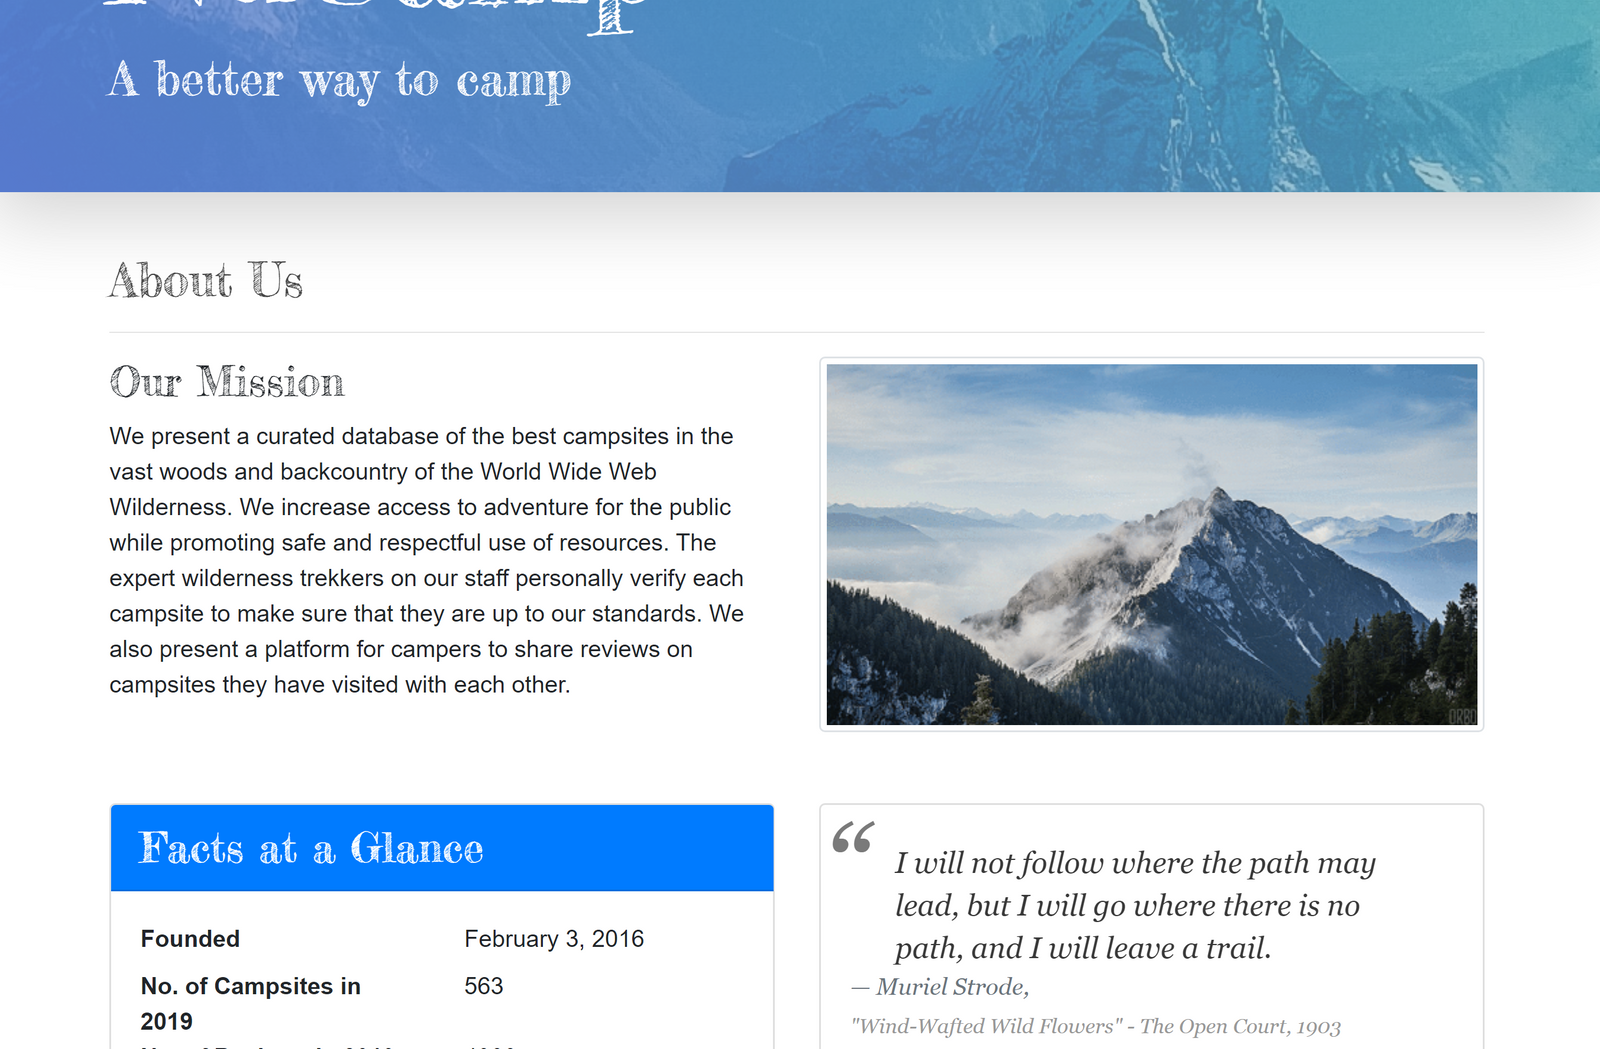 A better way to camp
About Us
Our Mission
We present a curated database of the best campsites in the
vast woods and backcountry of the World Wide Web
Wilderness. We increase access to adventure for the public
while promoting safe and respectful use of resources. The
expert wilderness trekkers on our staff personally verify each
campsite to make sure that they are up to our standards. We
also present a platform for campers to share reviews on
campsites they have visited with each other.
ORBO
Facts at a Glance
Founded February 3, 2016
No. of Campsites in 563
2019
“ I will not follow where the path may
lead, but I will go where there is no
path, and I will leave a trail.
— Muriel Strode,
"Wind-Wafted Wild Flowers" - The Open Court, 1903